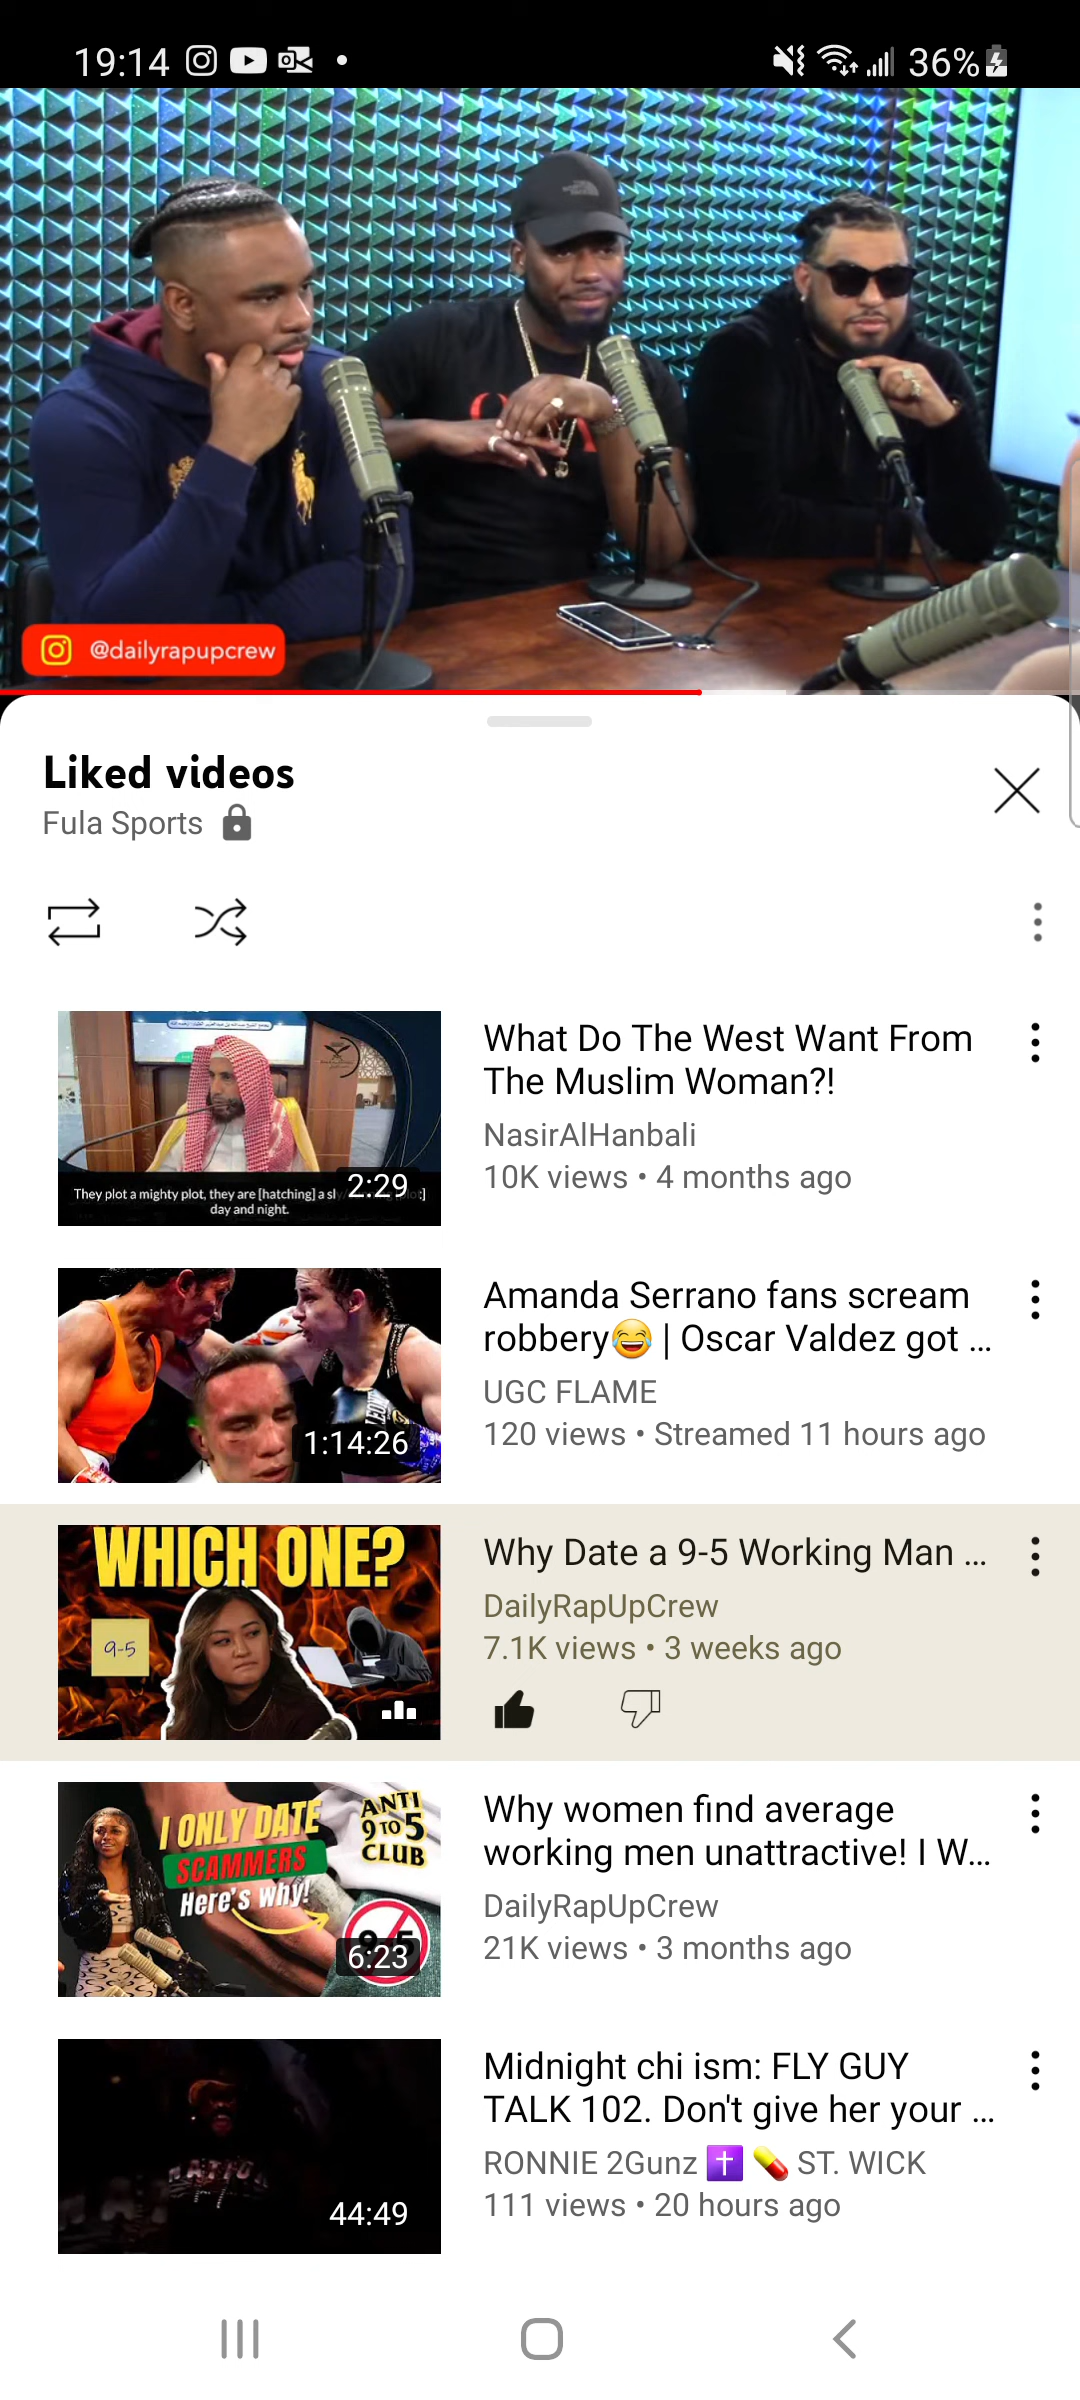 19:14
36%
@dailyrapupcrew
Liked videos
Fula Sports
What Do The West Want From
The Muslim Woman?!
NasirAlHanbali
10K views • 4 months ago
They plot a mighty plot, they are [hatching] a sl
day and night.
2:29
Amanda Serrano fans scream
robbery😂 | Oscar Valdez got ...
UGC FLAME
120 views • Streamed 11 hours ago
1:14:26
WHICH ONE?
9-5
Why Date a 9-5 Working Man ...
DailyRapUpCrew
7.1K views • 3 weeks ago
I ONLY DATE
SCAMMERS
Here's why!
ANTI
9 TO 5
CLUB
9-5
6:23
Why women find average
working men unattractive! I W...
DailyRapUpCrew
21K views • 3 months ago
Midnight chi ism: FLY GUY
TALK 102. Don't give her your ...
RONNIE 2Gunz ✝️ 💊 ST. WICK
111 views • 20 hours ago
44:49